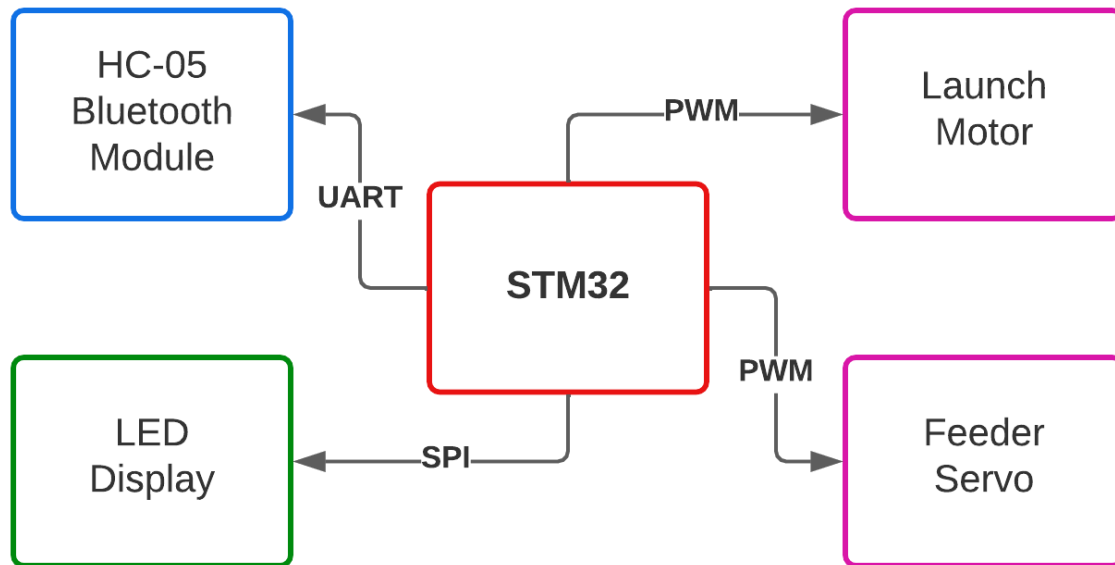 HC-05
Bluetooth
Module
PWM
Launch
Motor
UART
STM32
PWM
LED
Display
SPI
Feeder
Servo